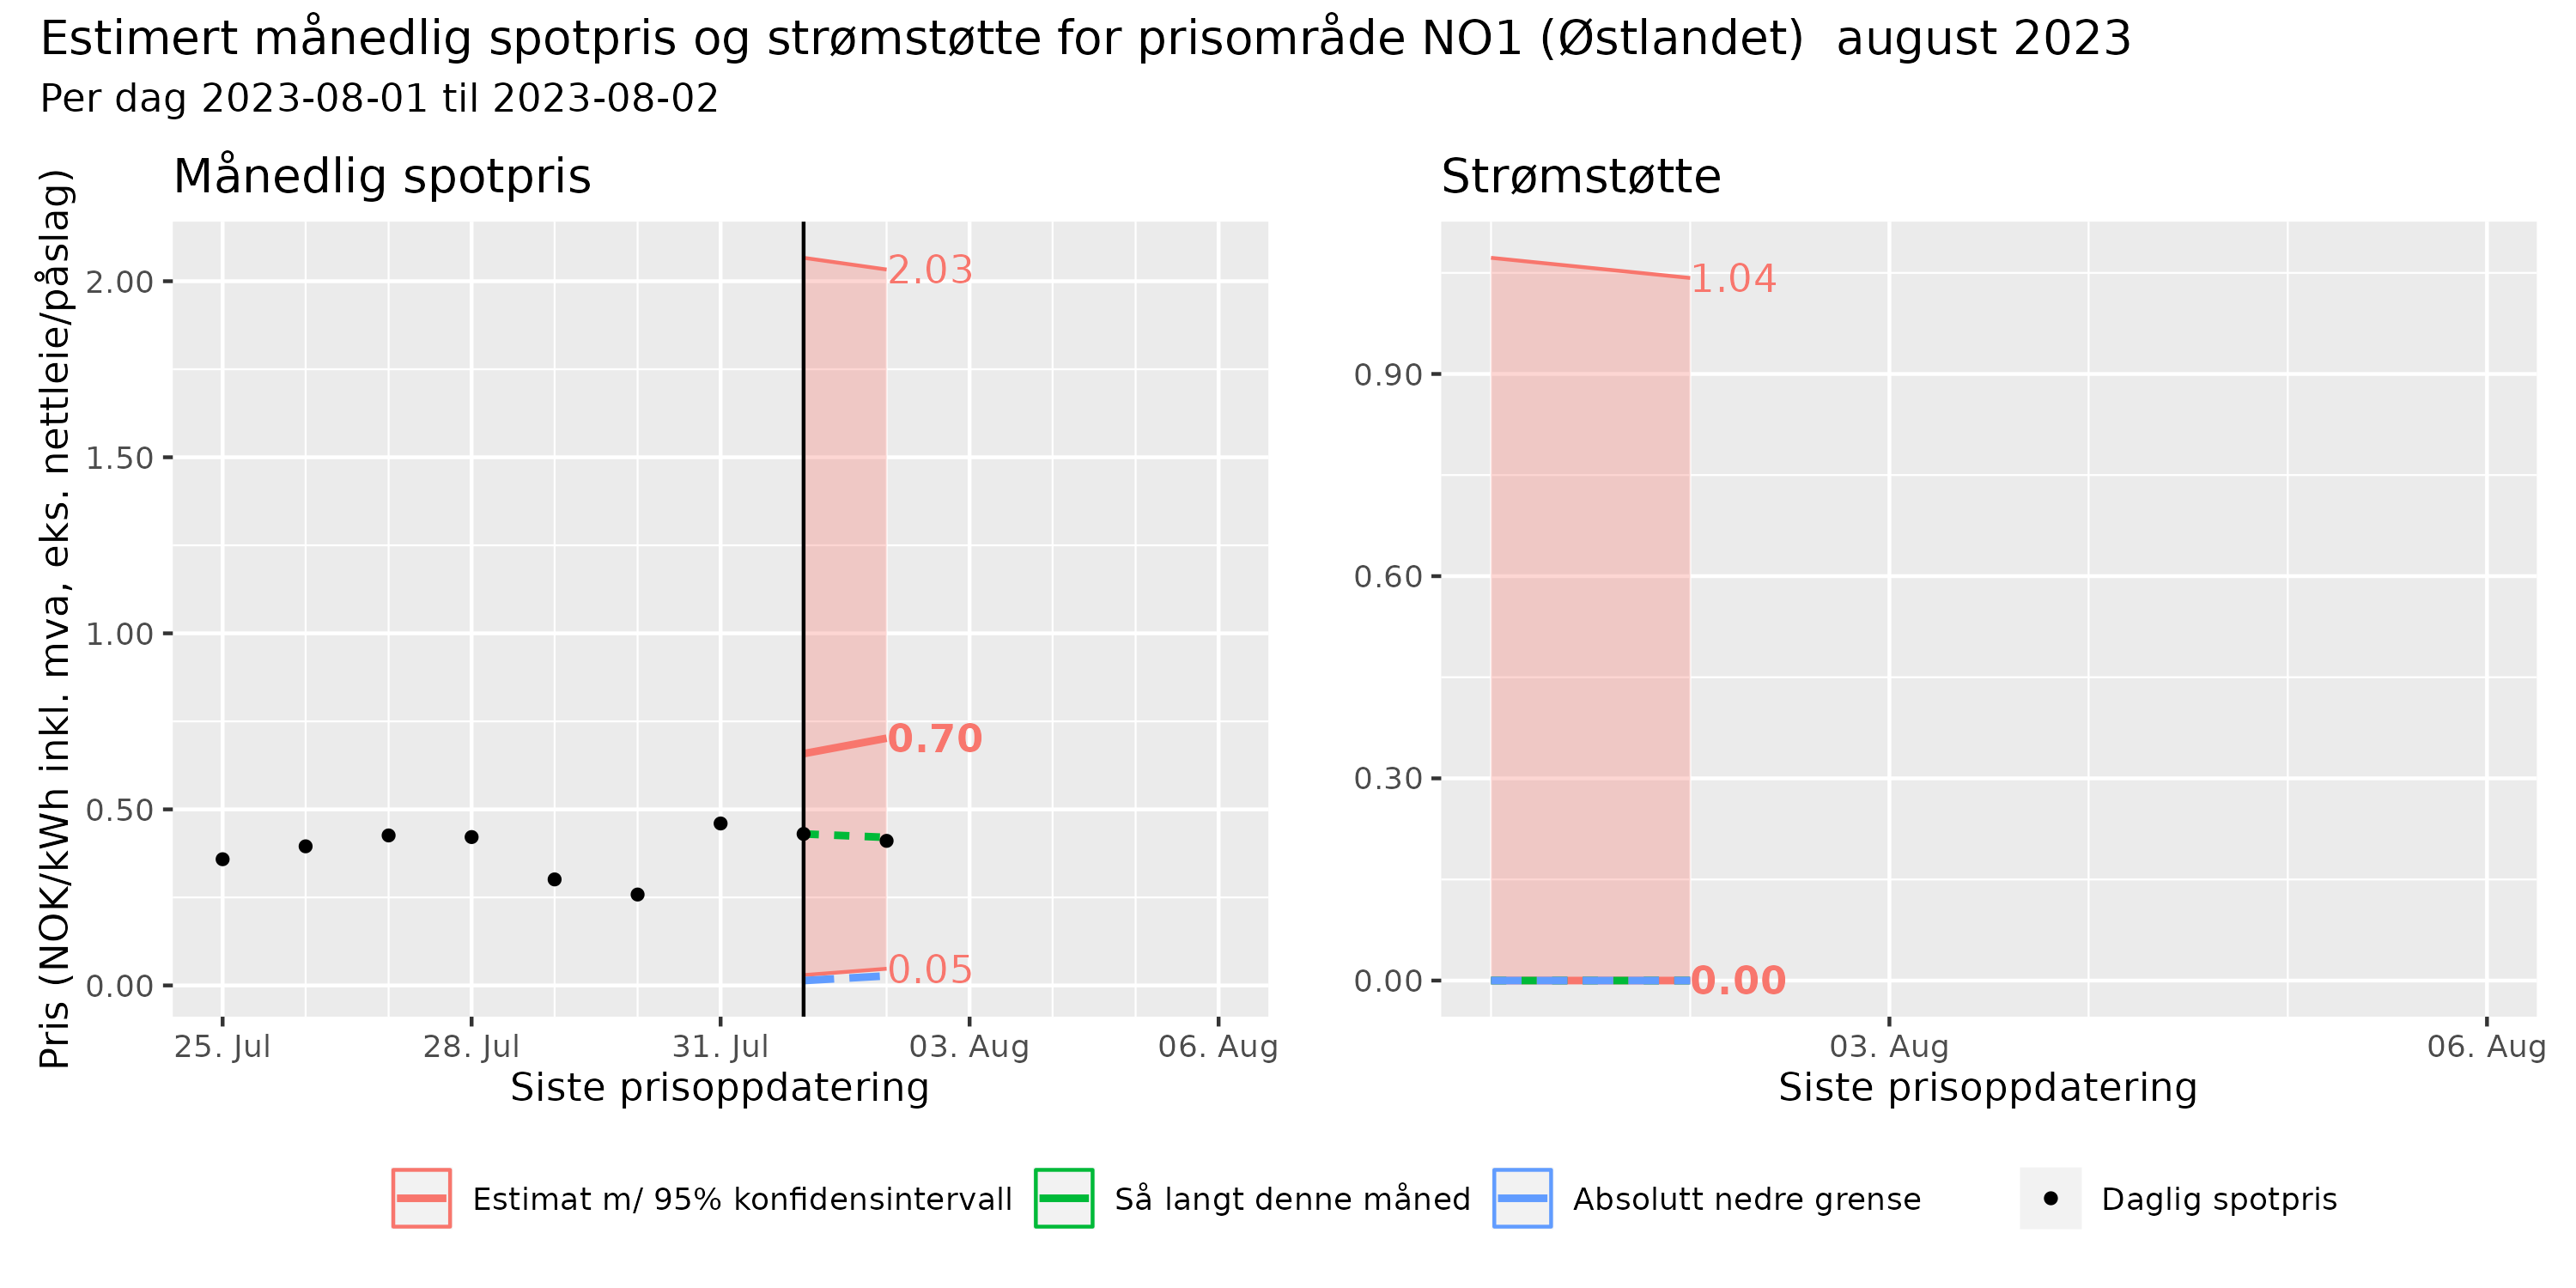 Estimert månedlig spotpris og strømstøtte for prisområde NO1 (Østlandet)  august 2023
Per dag 2023-08-01 til 2023-08-02
Månedlig spotpris
Pris (NOK/kWh inkl. mva, eks. nettleie/påslag)
2.00
1.50
1.00
0.50
0.00
2.03
0.70
0.05
25. Jul
28. Jul
31. Jul
03. Aug
06. Aug
Siste prisoppdatering
Strømstøtte
0.90
0.60
0.30
0.00
1.04
0.00
03. Aug
06. Aug
Siste prisoppdatering
Estimat m/ 95% konfidensintervall
Så langt denne måned
Absolutt nedre grense
Daglig spotpris